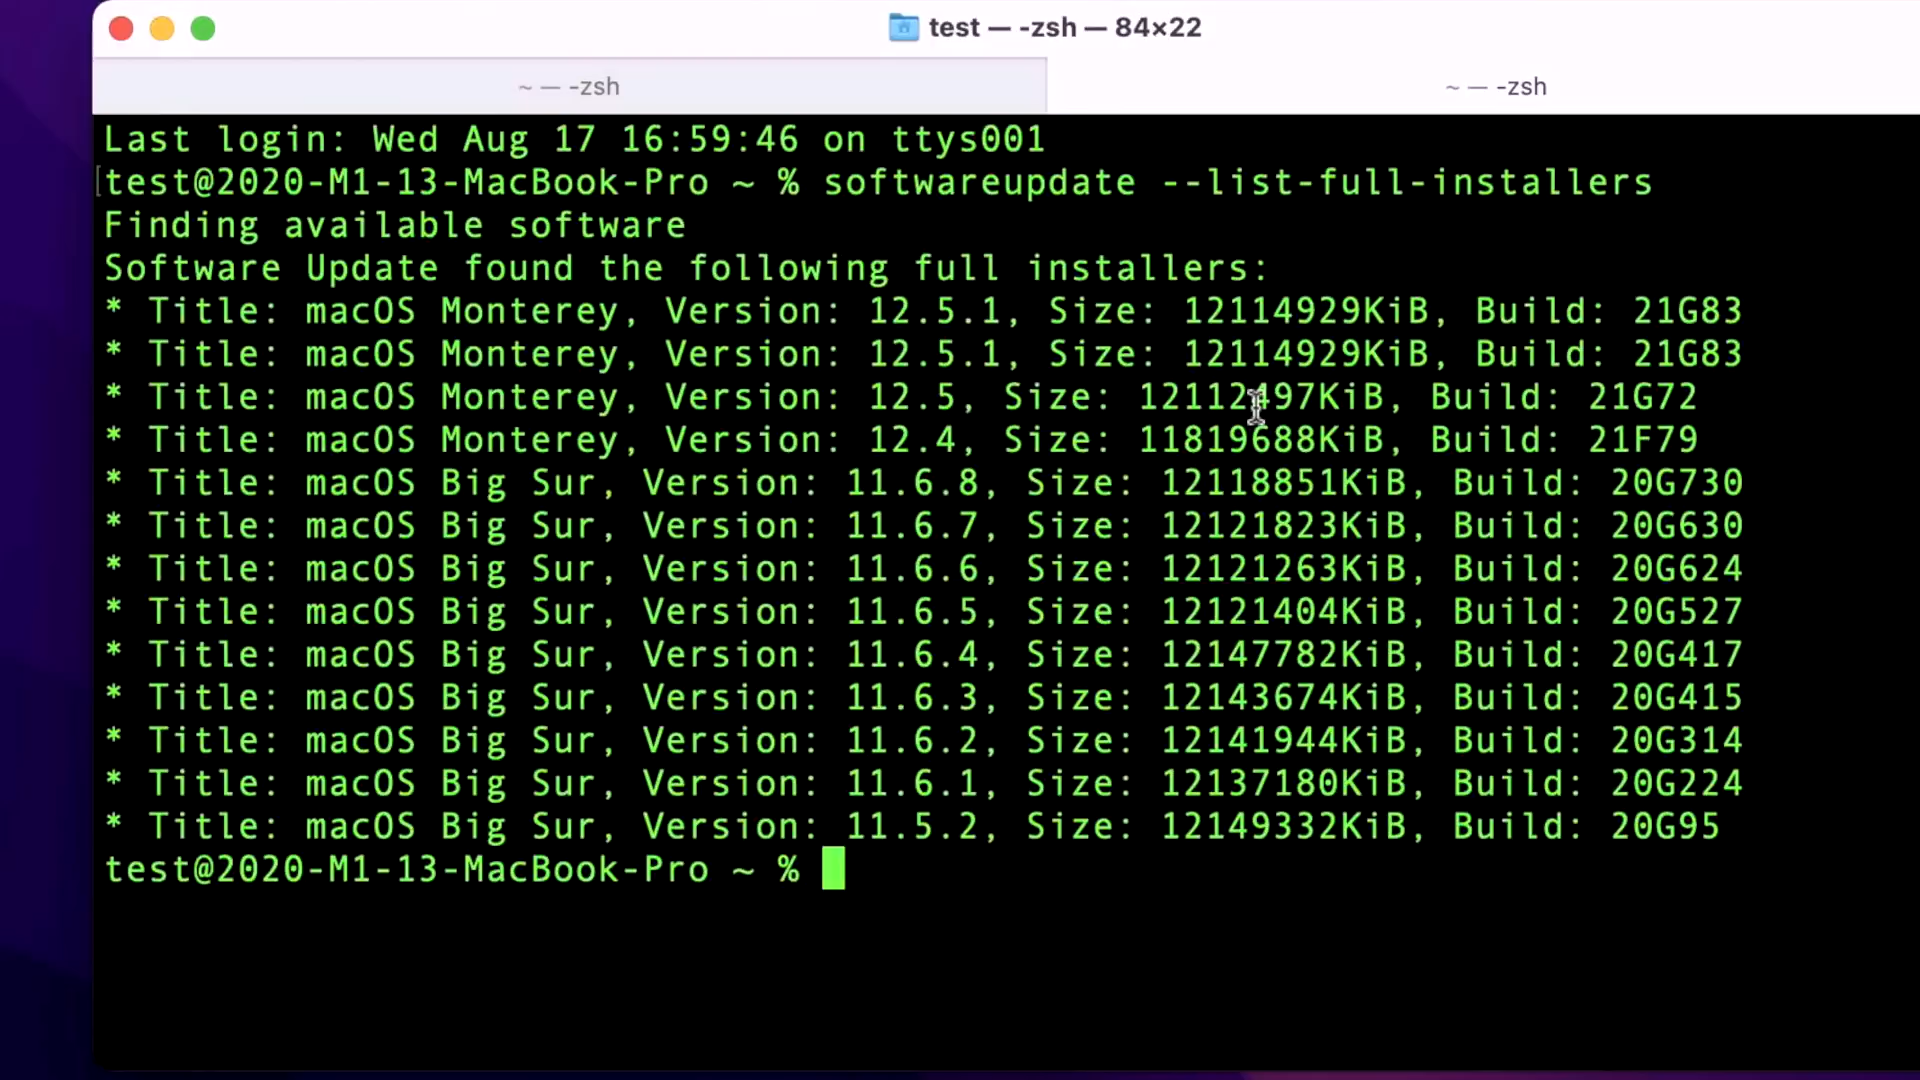 test — -zsh — 84×22
~ — -zsh
~ — -zsh
Last login: Wed Aug 17 16:59:46 on ttys001
[test@2020-M1-13-MacBook-Pro ~ % softwareupdate --list-full-installers
Finding available software
Software Update found the following full installers:
* Title: macOS Monterey, Version: 12.5.1, Size: 12114929KiB, Build: 21G83
* Title: macOS Monterey, Version: 12.5.1, Size: 12114929KiB, Build: 21G83
* Title: macOS Monterey, Version: 12.5, Size: 12112497KiB, Build: 21G72
* Title: macOS Monterey, Version: 12.4, Size: 11819688KiB, Build: 21F79
* Title: macOS Big Sur, Version: 11.6.8, Size: 12118851KiB, Build: 20G730
* Title: macOS Big Sur, Version: 11.6.7, Size: 12121823KiB, Build: 20G630
* Title: macOS Big Sur, Version: 11.6.6, Size: 12121263KiB, Build: 20G624
* Title: macOS Big Sur, Version: 11.6.5, Size: 12121404KiB, Build: 20G527
* Title: macOS Big Sur, Version: 11.6.4, Size: 12147782KiB, Build: 20G417
* Title: macOS Big Sur, Version: 11.6.3, Size: 12143674KiB, Build: 20G415
* Title: macOS Big Sur, Version: 11.6.2, Size: 12141944KiB, Build: 20G314
* Title: macOS Big Sur, Version: 11.6.1, Size: 12137180KiB, Build: 20G224
* Title: macOS Big Sur, Version: 11.5.2, Size: 12149332KiB, Build: 20G95
test@2020-M1-13-MacBook-Pro ~ %